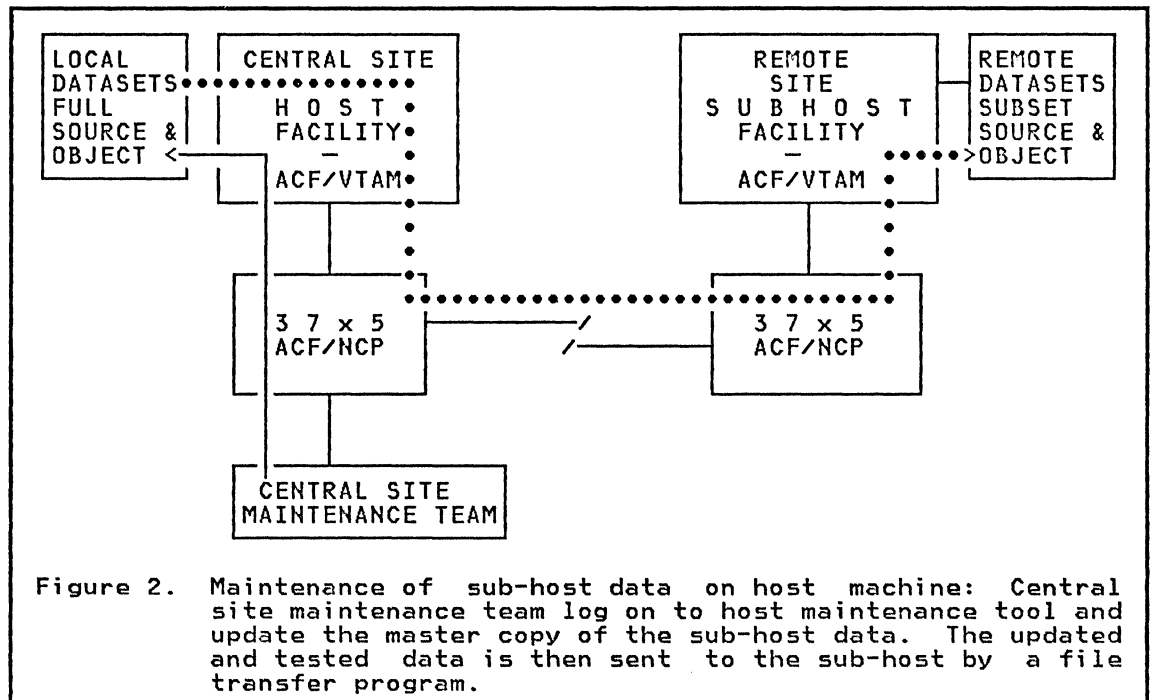 LOCAL
DATASETS
FULL
SOURCE &
OBJECT <
CENTRAL SITE
H O S T
FACILITY
-
ACF/VTAM
REMOTE
SITE
S U B H O S T
FACILITY
-
ACF/VTAM
REMOTE
DATASETS
SUBSET
SOURCE &
>OBJECT
3 7 x 5
ACF/NCP
3 7 x 5
ACF/NCP
CENTRAL SITE
MAINTENANCE TEAM
Figure 2. Maintenance of sub-host data on host machine: Central
site maintenance team log on to host maintenance tool and
update the master copy of the sub-host data. The updated
and tested data is then sent to the sub-host by a file
transfer program.